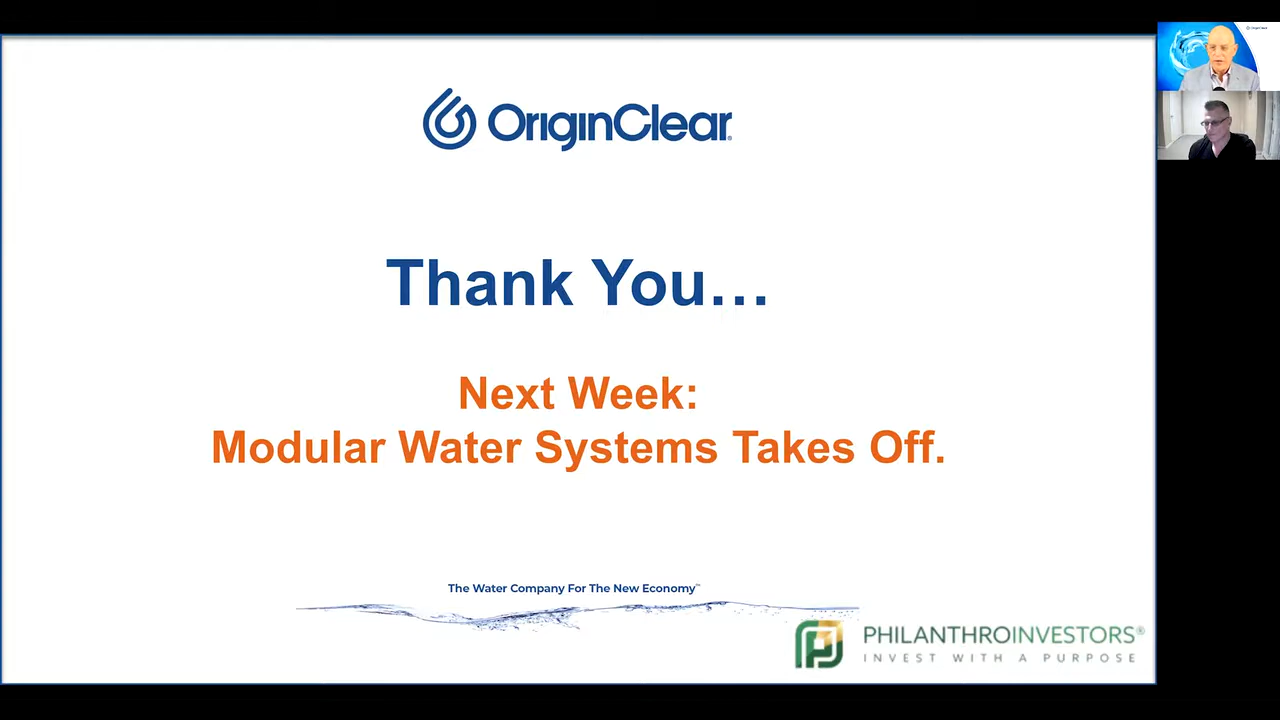 OriginClear®
Thank You…
Next Week:
Modular Water Systems Takes Off.
The Water Company For The New Economy™
PHILANTHROINVESTORS®
INVEST WITH A PURPOSE
OriginClear